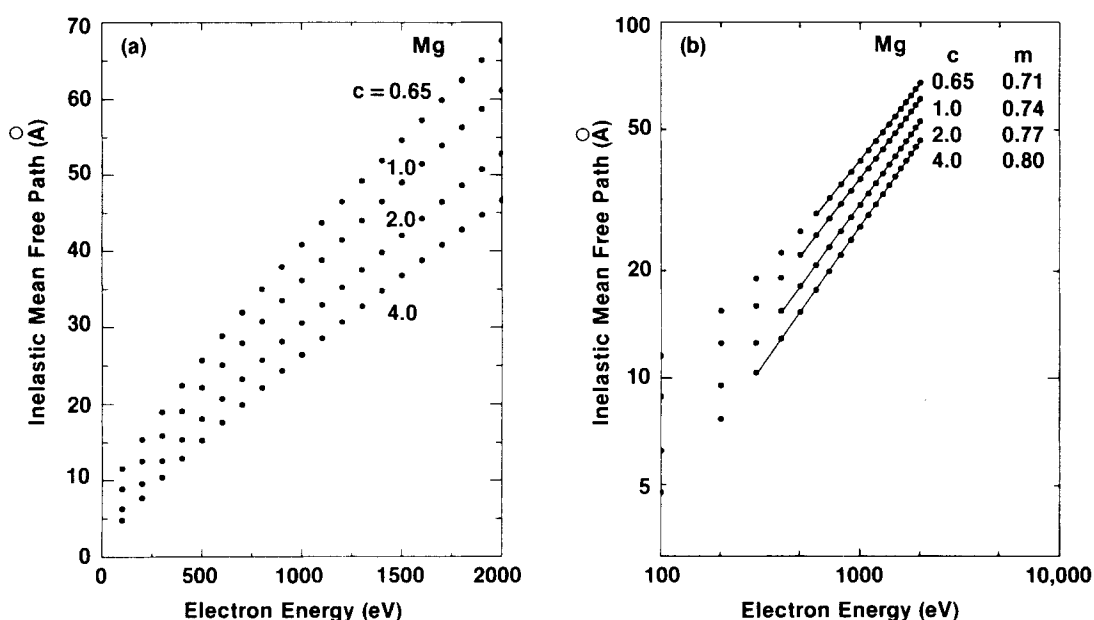 (a)
Mg
c = 0.65
1.0
2.0
4.0
70
60
50
40
30
20
10
0
Inelastic Mean Free Path (Å)
0
500
1000
1500
2000
Electron Energy (eV)
(b)
Mg
c m
0.65 0.71
1.0 0.74
2.0 0.77
4.0 0.80
100
50
20
10
5
Inelastic Mean Free Path (Å)
100
1000
10,000
Electron Energy (eV)